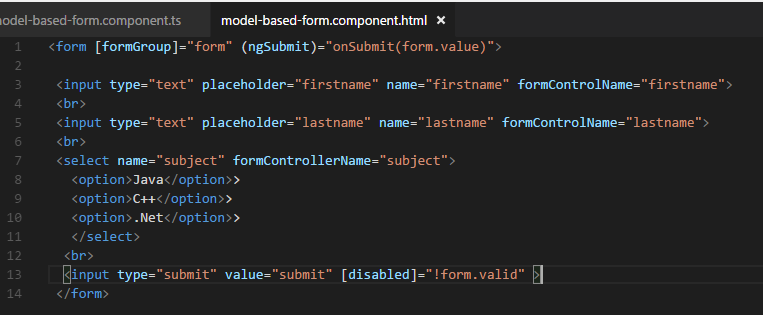 odel-based-form.component.ts model-based-form.component.html ×
1 <form [formGroup]="form" (ngSubmit)="onSubmit(form.value)">
2
3 <input type="text" placeholder="firstname" name="firstname" formControlName="firstname">
4 <br>
5 <input type="text" placeholder="lastname" name="lastname" formControlName="lastname">
6 <br>
7 <select name="subject" formControllerName="subject">
8 <option>Java</option>>
9 <option>C++</option>>
10 <option>.Net</option>>
11 </select>
12 <br>
13 <input type="submit" value="submit" [disabled]="!form.valid" >
14 </form>